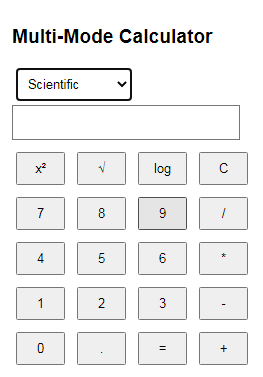 Multi-Mode Calculator
Scientific
x² √ log C
7 8 9 /
4 5 6 *
1 2 3 -
0 . = +